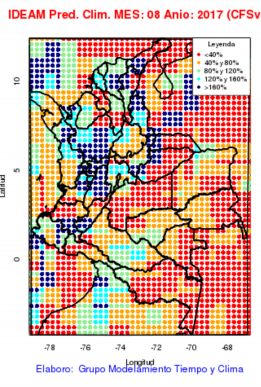 IDEAM Pred. Clim. MES: 08 Anio: 2017 (CFSv
Leyenda
<40%
40% y 80%
80% y 120%
120% y 160%
>160%
10
5
0
Latitud
-78 -76 -74 -72 -70 -68
Longitud
Elaboro: Grupo Modelamiento Tiempo y Clima